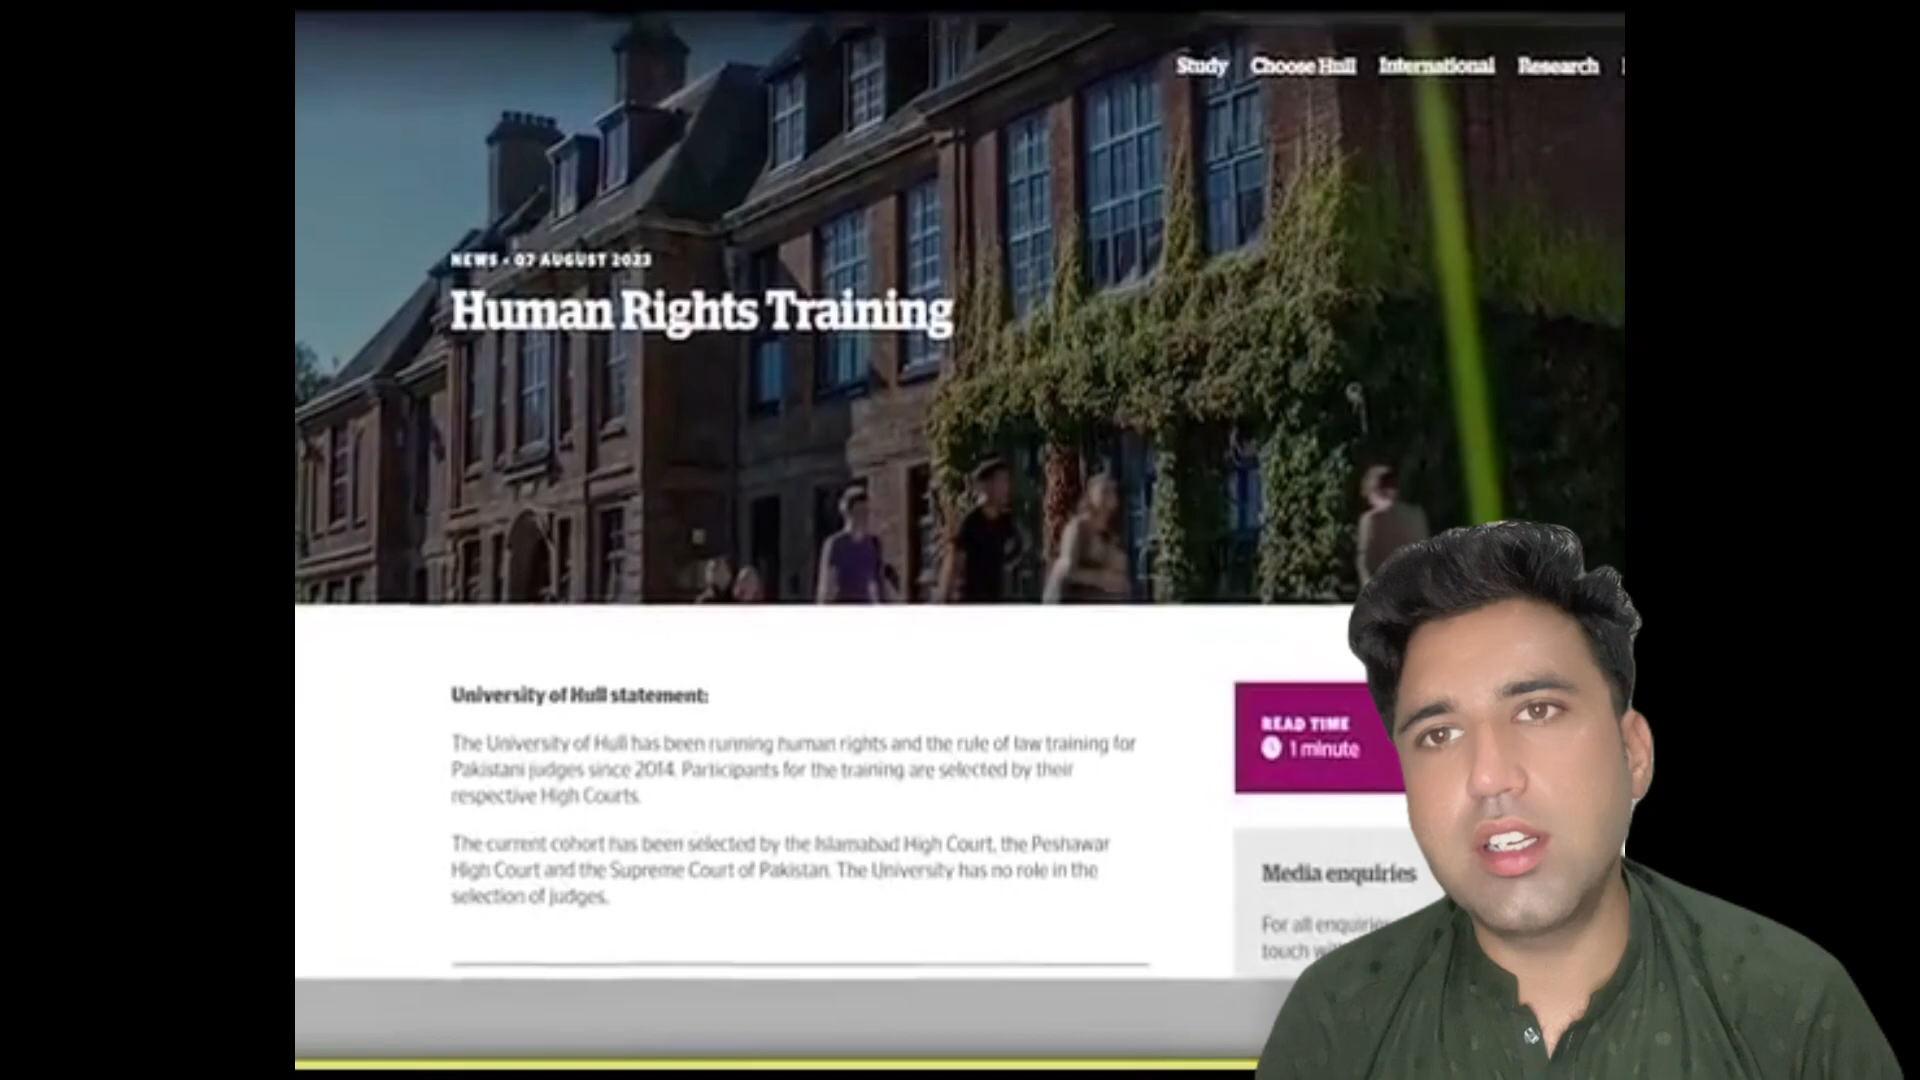 Study Choose Hull International Research
NEWS - 07 AUGUST 2023
Human Rights Training
University of Hull statement:
The University of Hull has been running human rights and the rule of law training for
Pakistani judges since 2014. Participants for the training are selected by their
respective High Courts.
The current cohort has been selected by the Islamabad High Court, the Peshawar
High Court and the Supreme Court of Pakistan. The University has no role in the
selection of judges.
READ TIME
1 minute
Media enquiries
For all
touch